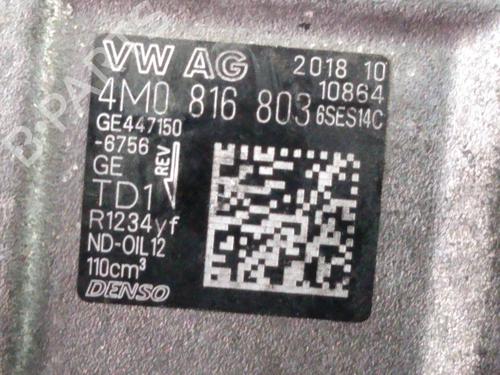 VW AG 2018 10
10864
4M0 816 803 6SES14C
GE447150
-6756
GE REV
TD1
R1234yf
ND-OIL12
110cm³
DENSO
B-PARTS